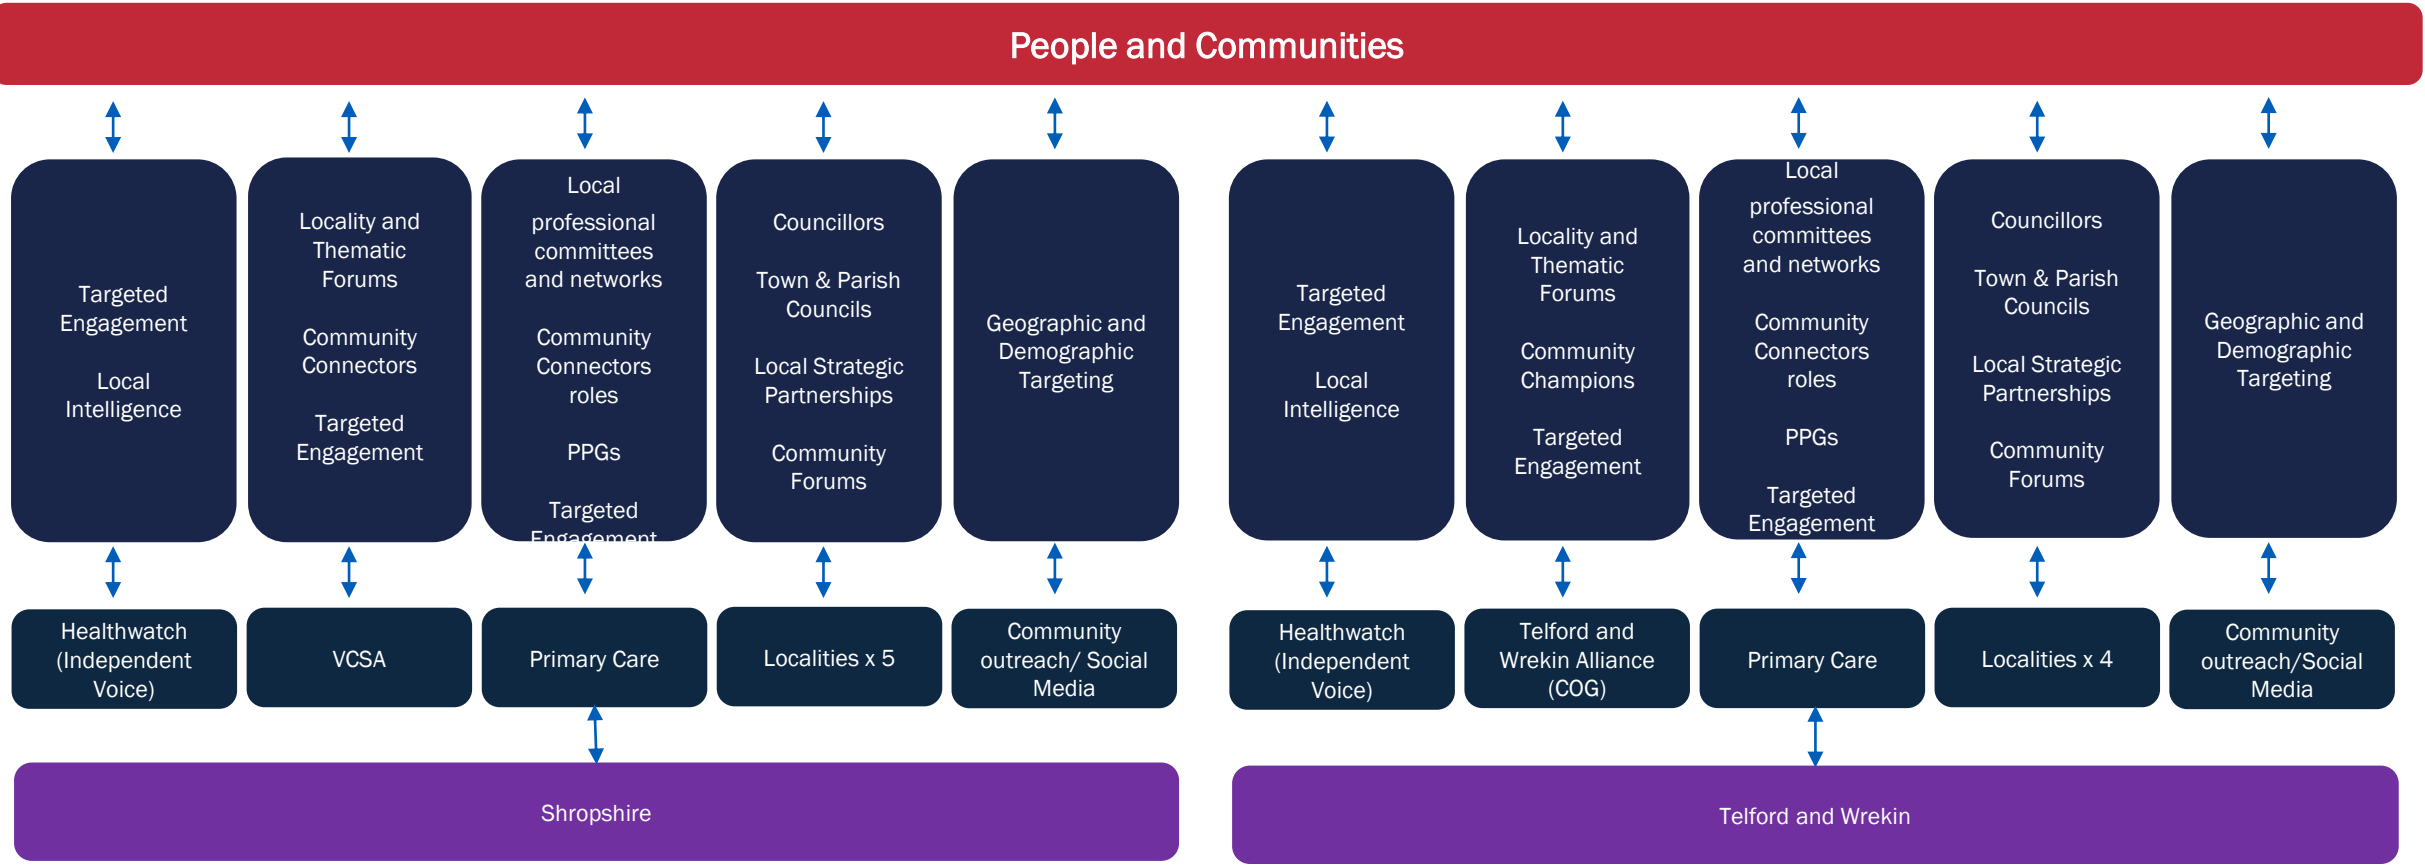 People and Communities
Targeted
Engagement
Local
Intelligence
Locality and
Thematic
Forums
Community
Connectors
Targeted
Engagement
Local
professional
committees
and networks
Community
Connectors
roles
PPGs
Targeted
Engagement
Councillors
Town & Parish
Councils
Local Strategic
Partnerships
Community
Forums
Geographic and
Demographic
Targeting
Targeted
Engagement
Local
Intelligence
Locality and
Thematic
Forums
Community
Champions
Targeted
Engagement
Local
professional
committees
and networks
Community
Connectors
roles
PPGs
Targeted
Engagement
Councillors
Town & Parish
Councils
Local Strategic
Partnerships
Community
Forums
Geographic and
Demographic
Targeting
Healthwatch
(Independent
Voice)
VCSA
Primary Care
Localities x 5
Community
outreach/ Social
Media
Healthwatch
(Independent
Voice)
Telford and
Wrekin Alliance
(COG)
Primary Care
Localities x 4
Community
outreach/Social
Media
Shropshire
Telford and Wrekin